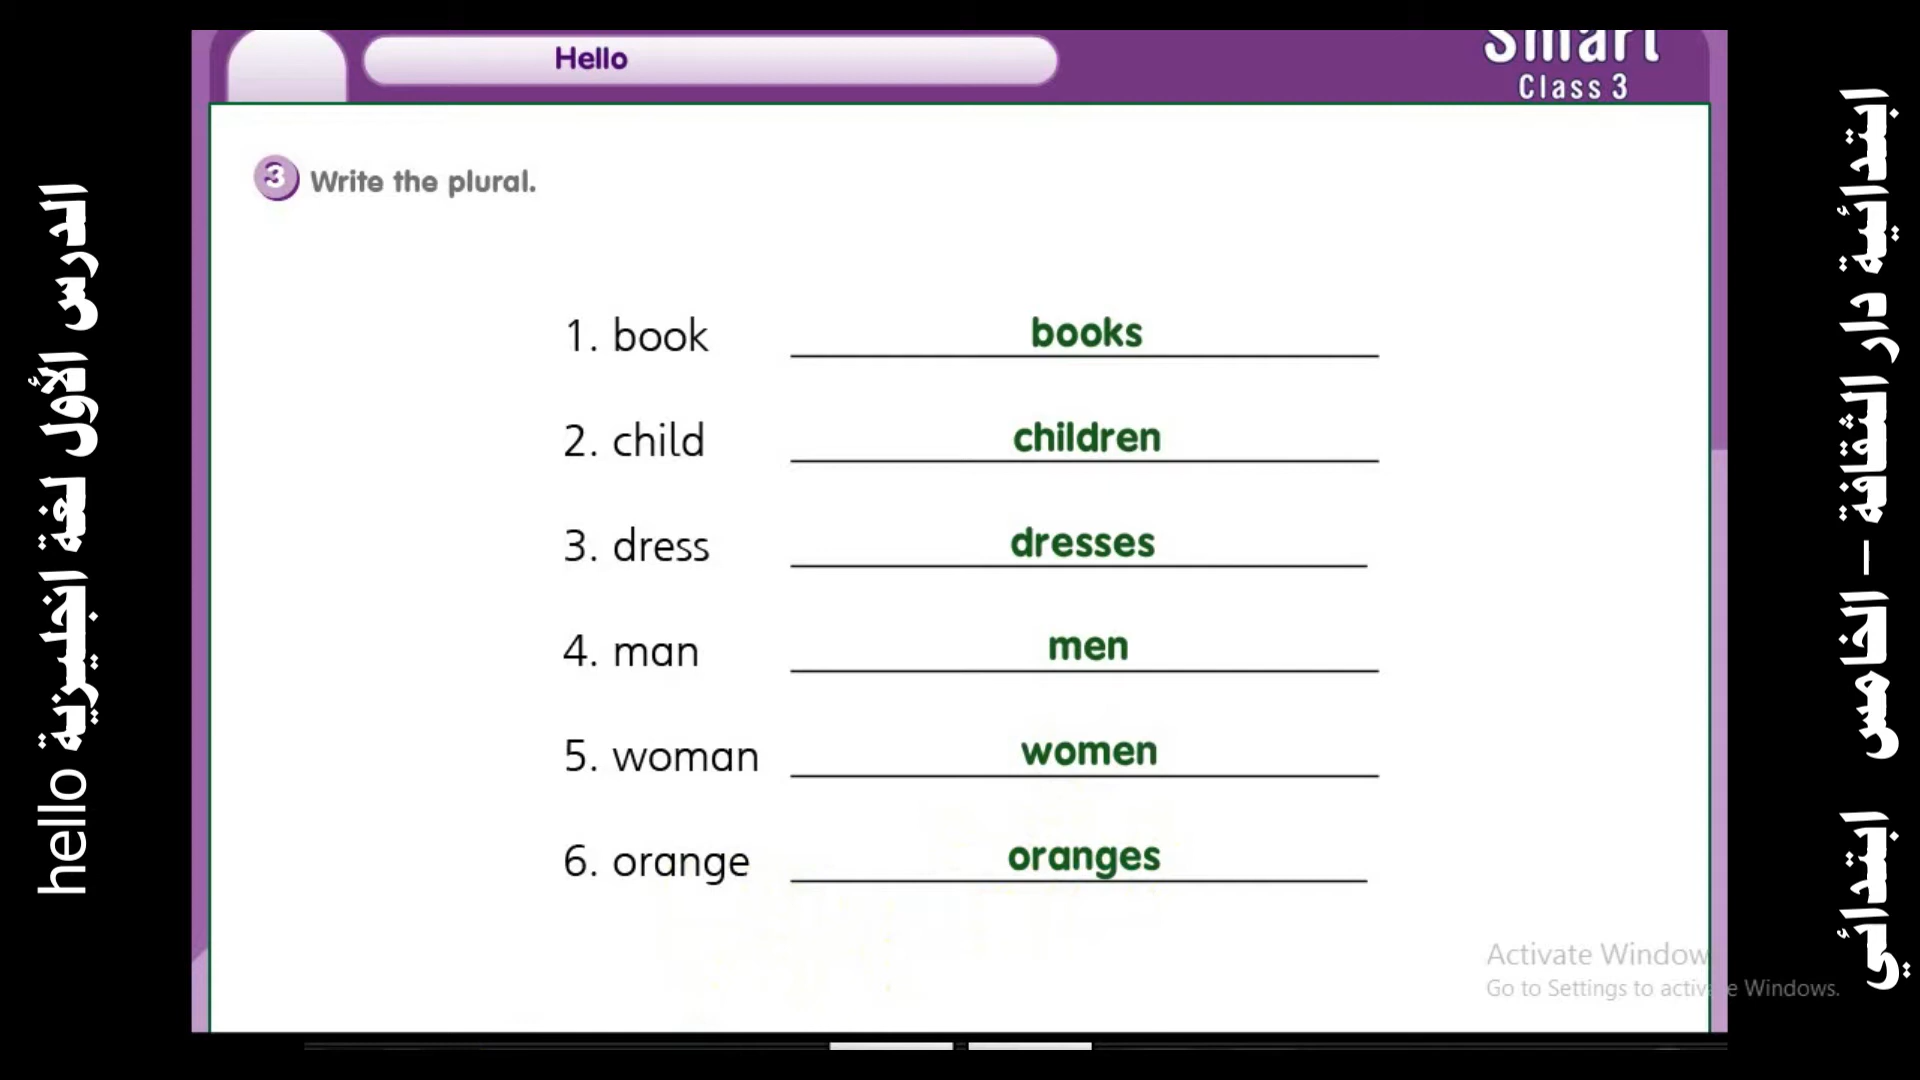 Hello
Smart
Class 3
3 Write the plural.
1. book books
2. child children
3. dress dresses
4. man men
5. woman women
6. orange oranges
Activate Window
Go to Settings to activate Windows.
الدرس الأول لغة انجليزية hello
ابتدائية دار الثقافة – الخامس ابتدائي